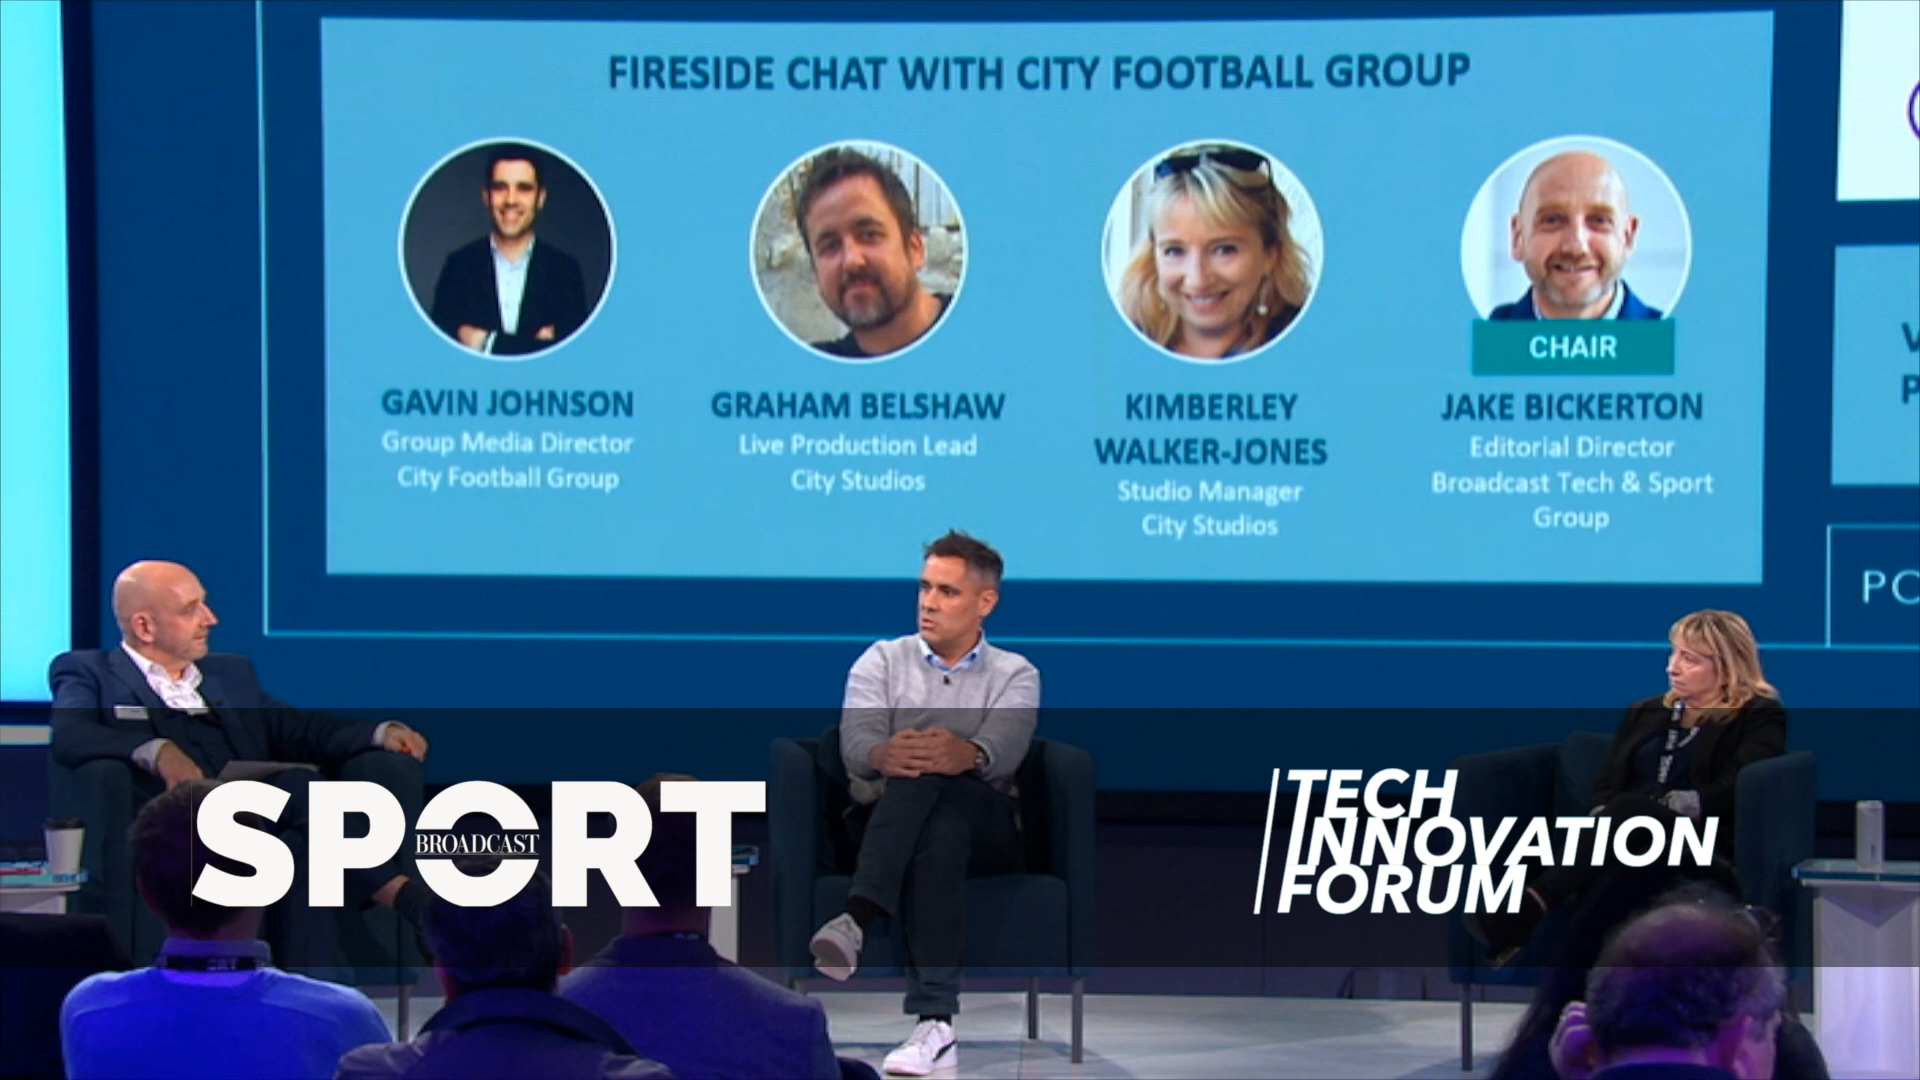 FIRESIDE CHAT WITH CITY FOOTBALL GROUP
CHAIR
GAVIN JOHNSON
Group Media Director
City Football Group
GRAHAM BELSHAW
Live Production Lead
City Studios
KIMBERLEY
WALKER-JONES
Studio Manager
City Studios
JAKE BICKERTON
Editorial Director
Broadcast Tech & Sport
Group
SPORT
BROADCAST
TECH
INNOVATION
FORUM